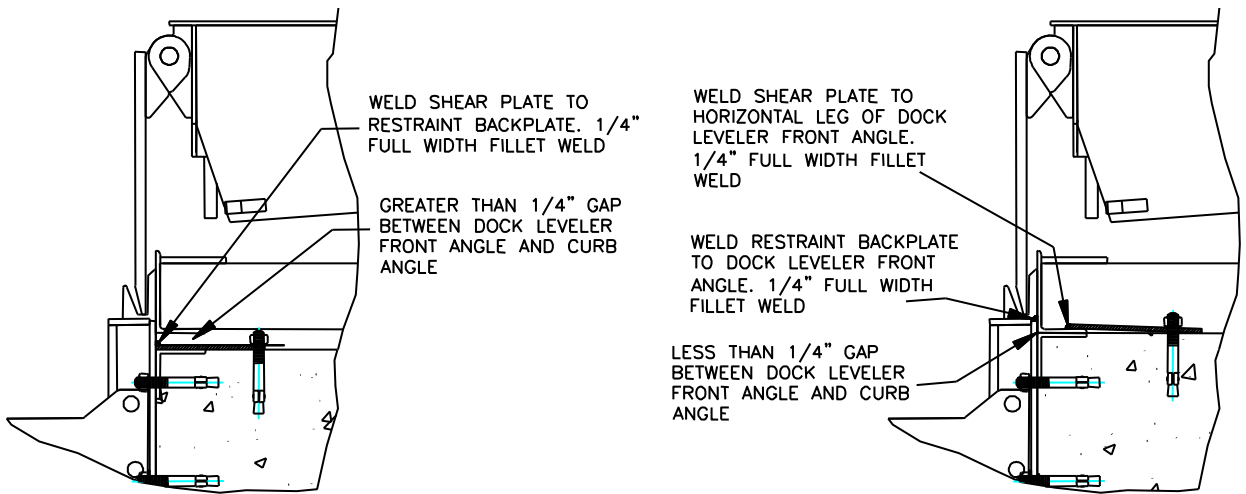 WELD SHEAR PLATE TO
RESTRAINT BACKPLATE. 1/4"
FULL WIDTH FILLET WELD
GREATER THAN 1/4" GAP
BETWEEN DOCK LEVELER
FRONT ANGLE AND CURB
ANGLE
WELD SHEAR PLATE TO
HORIZONTAL LEG OF DOCK
LEVELER FRONT ANGLE.
1/4" FULL WIDTH FILLET
WELD
WELD RESTRAINT BACKPLATE
TO DOCK LEVELER FRONT
ANGLE. 1/4" FULL WIDTH
FILLET WELD
LESS THAN 1/4" GAP
BETWEEN DOCK LEVELER
FRONT ANGLE AND CURB
ANGLE